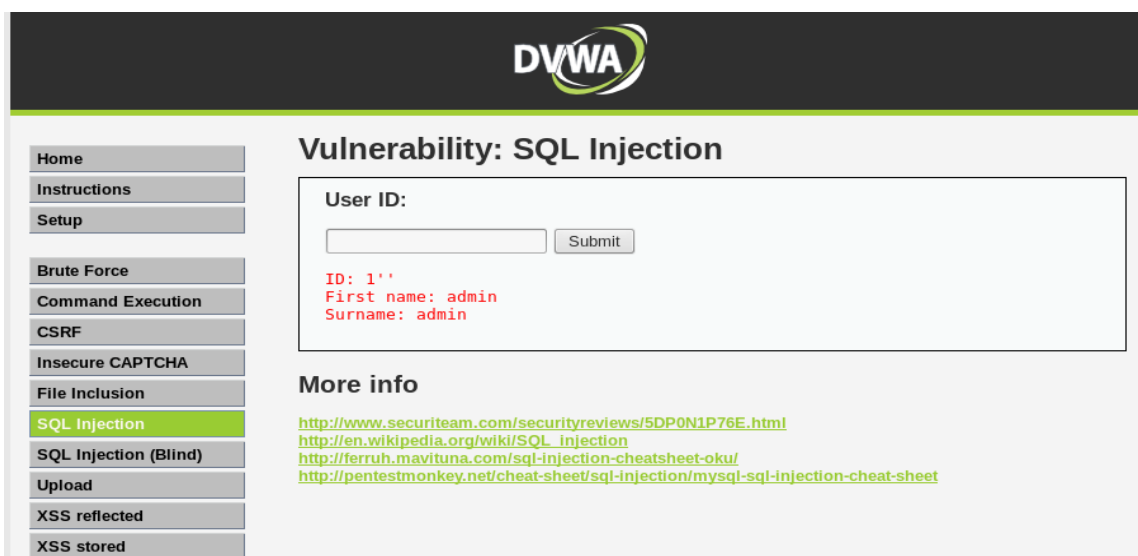 DVWA
Home
Instructions
Setup
Brute Force
Command Execution
CSRF
Insecure CAPTCHA
File Inclusion
SQL Injection
SQL Injection (Blind)
Upload
XSS reflected
XSS stored
Vulnerability: SQL Injection
User ID:
Submit
ID: 1''
First name: admin
Surname: admin
More info
http://www.securiteam.com/securityreviews/5DP0N1P76E.html
http://en.wikipedia.org/wiki/SQL_injection
http://ferruh.mavituna.com/sql-injection-cheatsheet-oku/
http://pentestmonkey.net/cheat-sheet/sql-injection/mysql-sql-injection-cheat-sheet